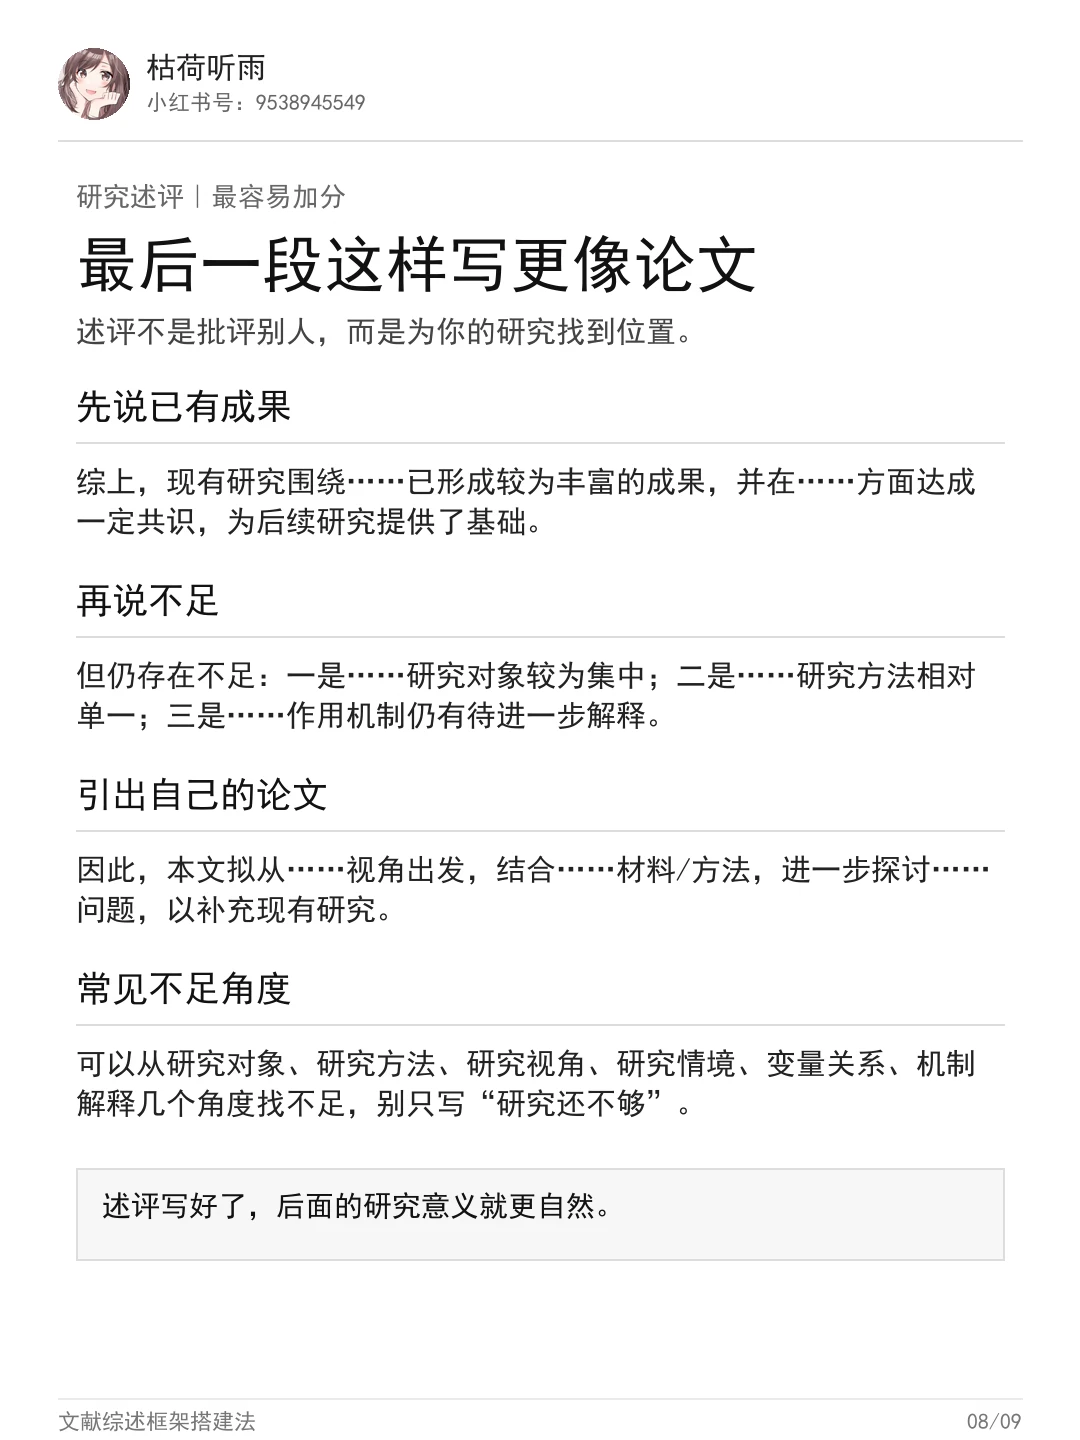 枯荷听雨
小红书号：9538945549
研究述评｜最容易加分
最后一段这样写更像论文
述评不是批评别人，而是为你的研究找到位置。
先说已有成果
综上，现有研究围绕……已形成较为丰富的成果，并在……方面达成
一定共识，为后续研究提供了基础。
再说不足
但仍存在不足：一是……研究对象较为集中；二是……研究方法相对
单一；三是……作用机制仍有待进一步解释。
引出自己的论文
因此，本文拟从……视角出发，结合……材料/方法，进一步探讨……
问题，以补充现有研究。
常见不足角度
可以从研究对象、研究方法、研究视角、研究情境、变量关系、机制
解释几个角度找不足，别只写“研究还不够”。
述评写好了，后面的研究意义就更自然。
文献综述框架搭建法
08/09